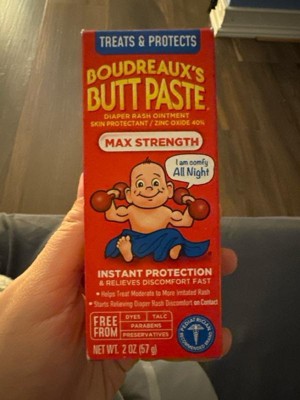 TREATS & PROTECTS
BOUDREAUX'S
BUTT PASTE
DIAPER RASH OINTMENT
SKIN PROTECTANT / ZINC OXIDE 40%
MAX STRENGTH
I am comfy
All Night
INSTANT PROTECTION
& RELIEVES DISCOMFORT FAST
• Helps Treat Moderate to More Irritated Rash
• Starts Relieving Diaper Rash Discomfort on Contact
FREE FROM
DYES
TALC
PARABENS
PRESERVATIVES
NET WT. 2 OZ (57 g)
PEDIATRICIAN
RECOMMENDED